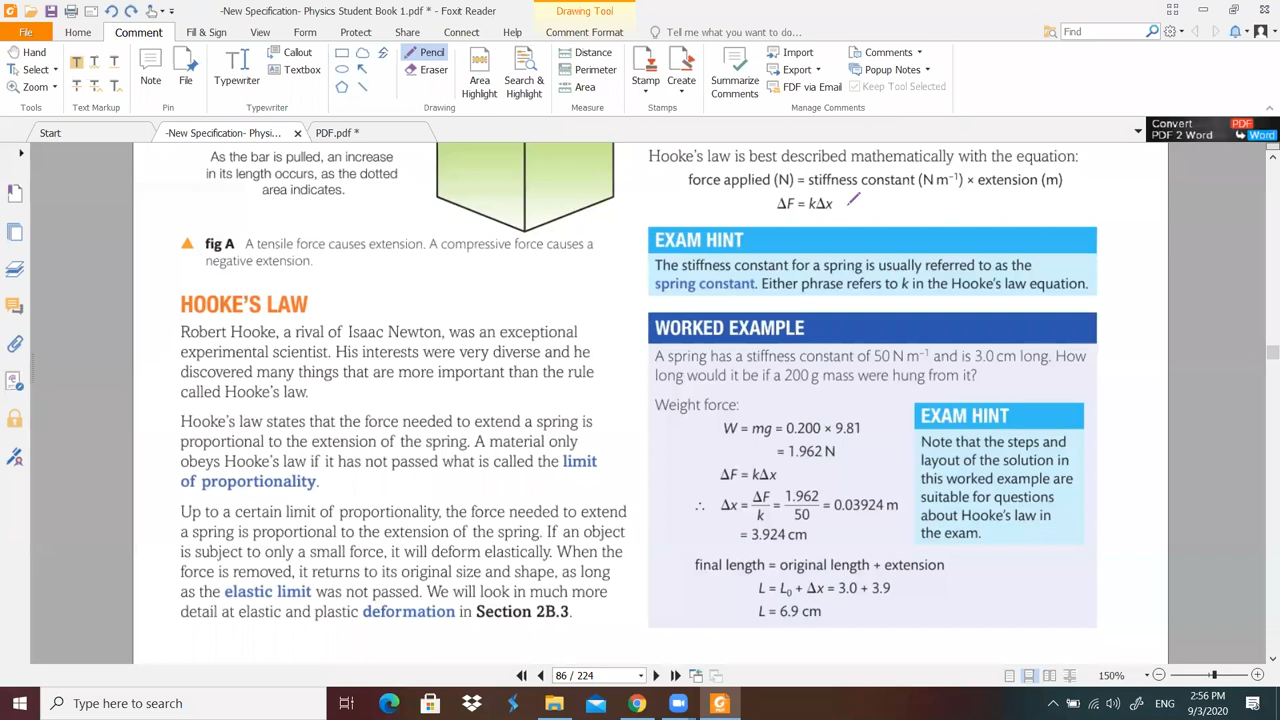 -New Specification- Physics Student Book 1.pdf * - Foxit Reader
Drawing Tool
File
Home
Comment
Fill & Sign
View
Form
Protect
Share
Connect
Help
Comment Format
Tell me what you want to do...
Find
Hand
Select
Zoom
Tools
Text Markup
Note
File
Pin
Typewriter
Callout
Textbox
Typewriter
Pencil
Eraser
Drawing
Area Highlight
Search & Highlight
Distance
Perimeter
Area
Measure
Stamp
Create
Stamps
Summarize Comments
Import
Export
FDF via Email
Comments
Popup Notes
Keep Tool Selected
Manage Comments
Start
-New Specification- Physi...
PDF.pdf *
Convert PDF
PDF 2 Word Word
As the bar is pulled, an increase
in its length occurs, as the dotted
area indicates.
fig A A tensile force causes extension. A compressive force causes a
negative extension.
HOOKE'S LAW
Robert Hooke, a rival of Isaac Newton, was an exceptional
experimental scientist. His interests were very diverse and he
discovered many things that are more important than the rule
called Hooke's law.
Hooke's law states that the force needed to extend a spring is
proportional to the extension of the spring. A material only
obeys Hooke's law if it has not passed what is called the limit
of proportionality.
Up to a certain limit of proportionality, the force needed to extend
a spring is proportional to the extension of the spring. If an object
is subject to only a small force, it will deform elastically. When the
force is removed, it returns to its original size and shape, as long
as the elastic limit was not passed. We will look in much more
detail at elastic and plastic deformation in Section 2B.3.
Hooke's law is best described mathematically with the equation:
force applied (N) = stiffness constant (N m⁻¹) × extension (m)
ΔF = kΔx
EXAM HINT
The stiffness constant for a spring is usually referred to as the
spring constant. Either phrase refers to k in the Hooke's law equation.
WORKED EXAMPLE
A spring has a stiffness constant of 50 N m⁻¹ and is 3.0 cm long. How
long would it be if a 200 g mass were hung from it?
Weight force:
W = mg = 0.200 × 9.81
= 1.962 N
ΔF = kΔx
∴ Δx = ΔF/k = 1.962/50 = 0.03924 m
= 3.924 cm
final length = original length + extension
L = L₀ + Δx = 3.0 + 3.9
L = 6.9 cm
EXAM HINT
Note that the steps and
layout of the solution in
this worked example are
suitable for questions
about Hooke's law in
the exam.
86 / 224
150%
Type here to search
ENG
2:56 PM
9/3/2020